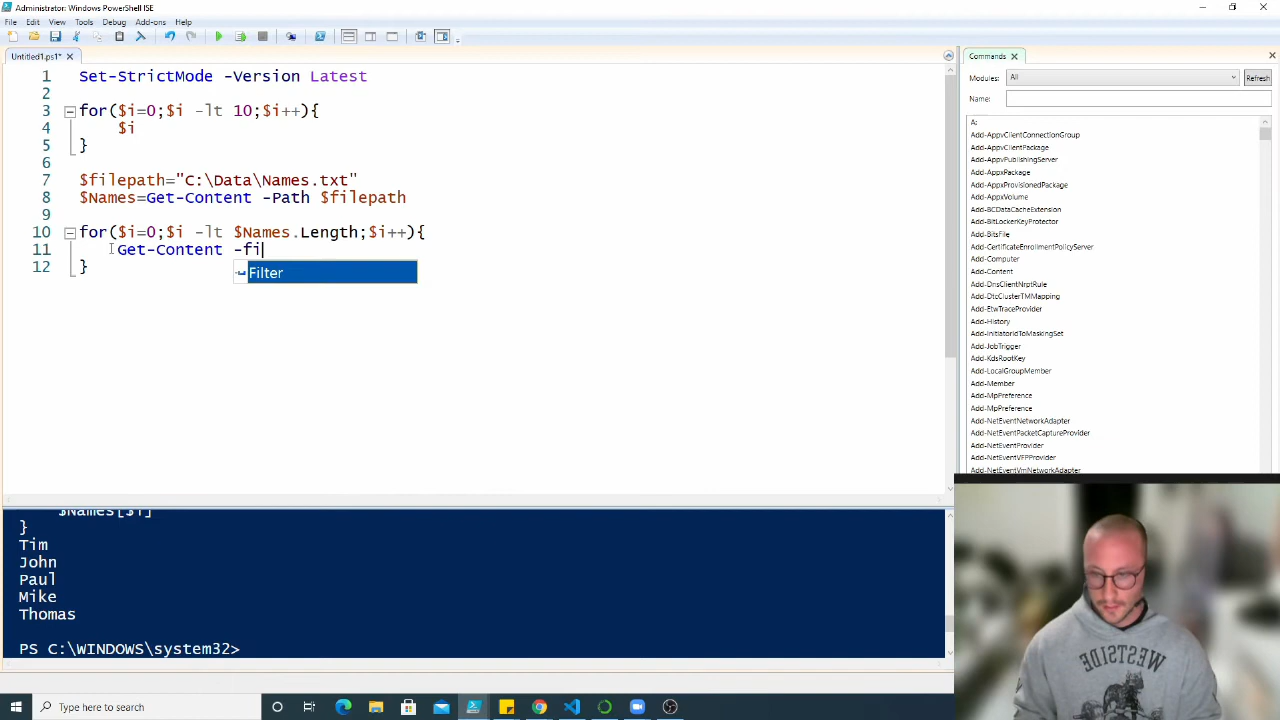 Administrator: Windows PowerShell ISE
File Edit View Tools Debug Add-ons Help
Untitled1.ps1* X
1 Set-StrictMode -Version Latest
2
3 for($i=0;$i -lt 10;$i++){
4 $i
5 }
6
7 $filepath="C:\Data\Names.txt"
8 $Names=Get-Content -Path $filepath
9
10 for($i=0;$i -lt $Names.Length;$i++){
11 Get-Content -fi
12 }
Filter
$Names[$i]
}
Tim
John
Paul
Mike
Thomas
PS C:\WINDOWS\system32>
Commands X
Modules: All Refresh
Name:
A:
Add-AppvClientConnectionGroup
Add-AppvClientPackage
Add-AppvPublishingServer
Add-AppxPackage
Add-AppxProvisionedPackage
Add-AppxVolume
Add-BCDataCacheExtension
Add-BitLockerKeyProtector
Add-BitsFile
Add-CertificateEnrollmentPolicyServer
Add-Computer
Add-Content
Add-DnsClientNrptRule
Add-DtcClusterTMMapping
Add-EtwTraceProvider
Add-History
Add-InitiatorIdToMaskingSet
Add-JobTrigger
Add-KdsRootKey
Add-LocalGroupMember
Add-Member
Add-MpPreference
Add-MpPreference
Add-NetEventNetworkAdapter
Add-NetEventPacketCaptureProvider
Add-NetEventProvider
Add-NetEventVFPProvider
Add-NetEventVmNetworkAdapter
WESTSIDE
Type here to search